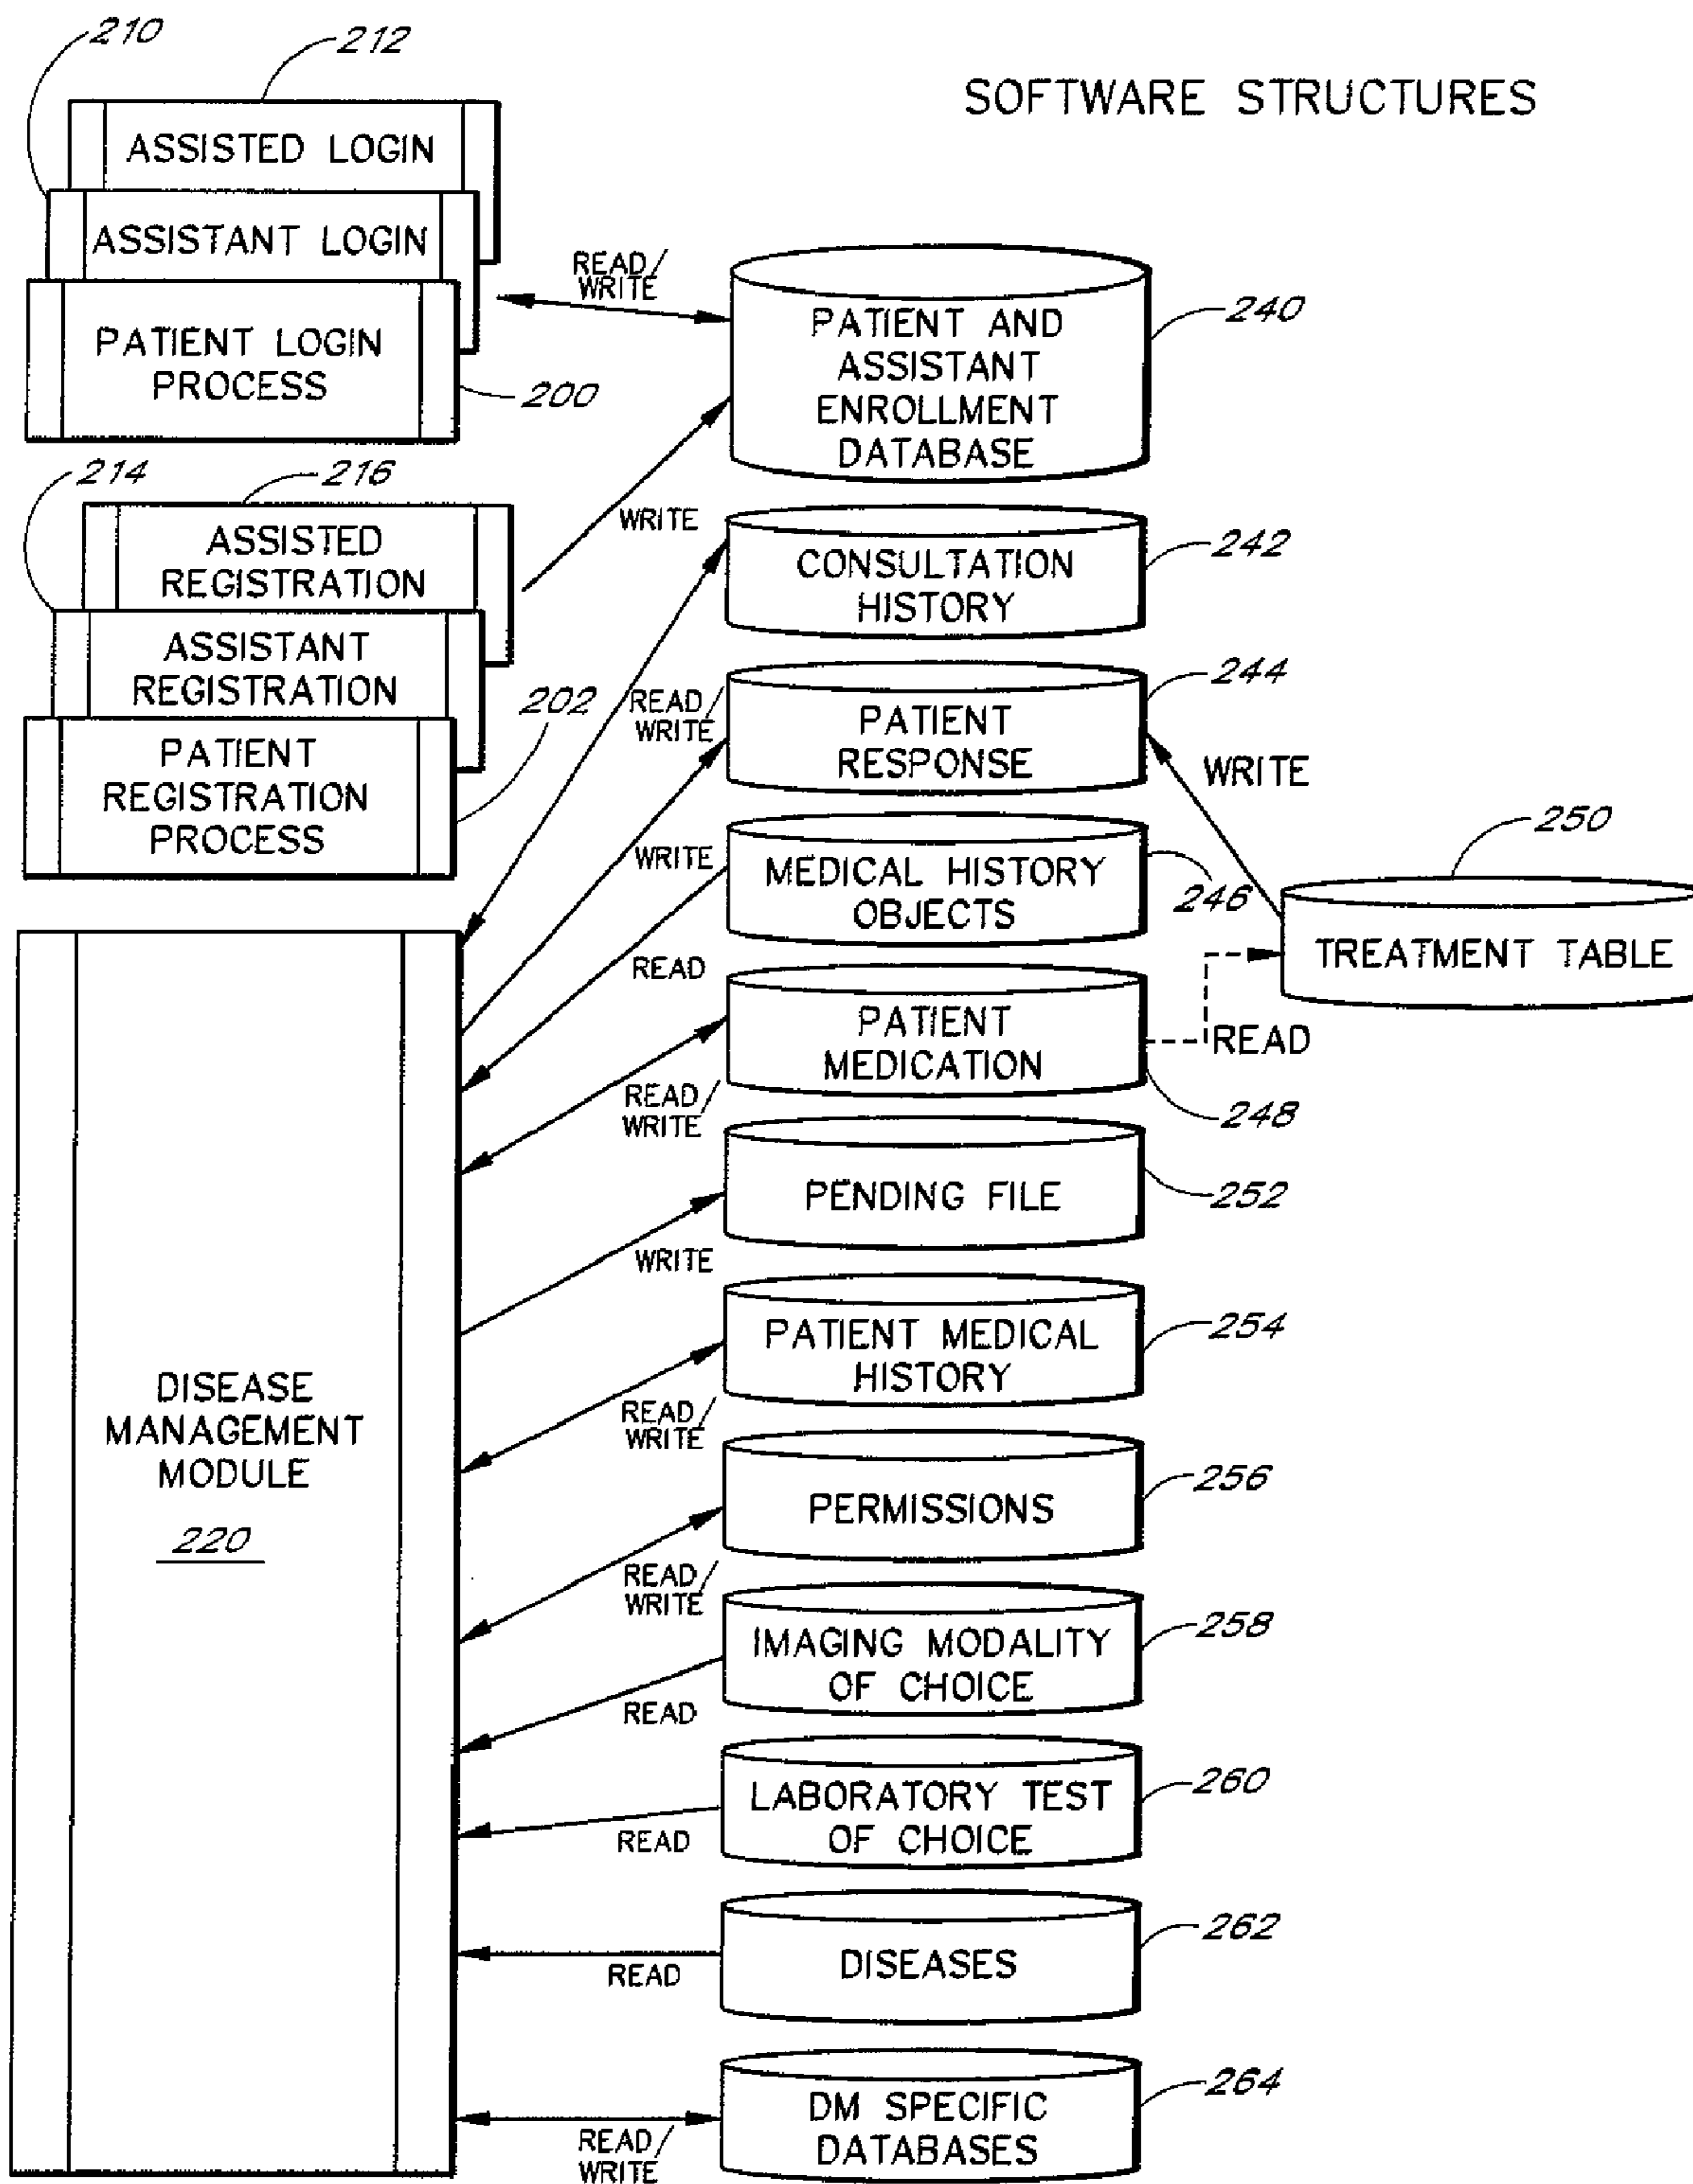 SOFTWARE STRUCTURES
210
212
ASSISTED LOGIN
ASSISTANT LOGIN
PATIENT LOGIN
PROCESS
200
READ/
WRITE
PATIENT AND
ASSISTANT
ENROLLMENT
DATABASE
240
214
216
ASSISTED
REGISTRATION
ASSISTANT
REGISTRATION
PATIENT
REGISTRATION
PROCESS
202
WRITE
CONSULTATION
HISTORY
242
READ/
WRITE
PATIENT
RESPONSE
244
WRITE
WRITE
MEDICAL HISTORY
OBJECTS
246
250
TREATMENT TABLE
READ
PATIENT
MEDICATION
248
READ
READ/
WRITE
PENDING FILE
252
WRITE
PATIENT MEDICAL
HISTORY
254
READ/
WRITE
DISEASE
MANAGEMENT
MODULE
220
PERMISSIONS
256
READ/
WRITE
IMAGING MODALITY
OF CHOICE
258
READ
LABORATORY TEST
OF CHOICE
260
READ
DISEASES
262
READ
DM SPECIFIC
DATABASES
264
READ/
WRITE